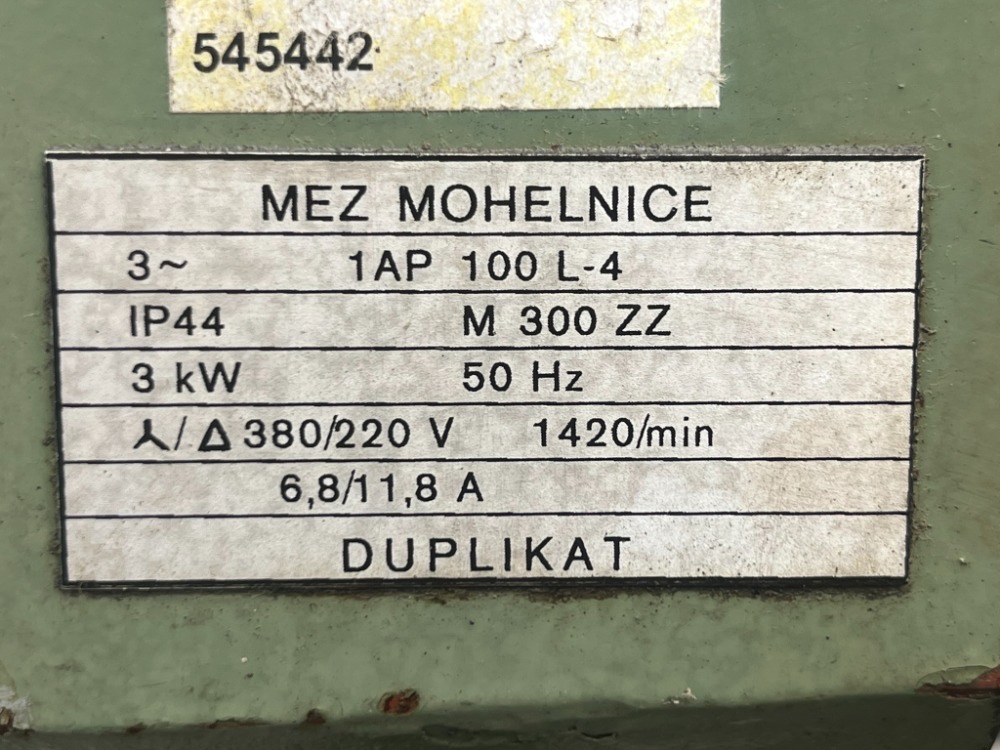 545442
MEZ MOHELNICE
3~ 1AP 100 L-4
IP44 M 300 ZZ
3 kW 50 Hz
⅄/Δ 380/220 V 1420/min
6,8/11,8 A
DUPLIKAT